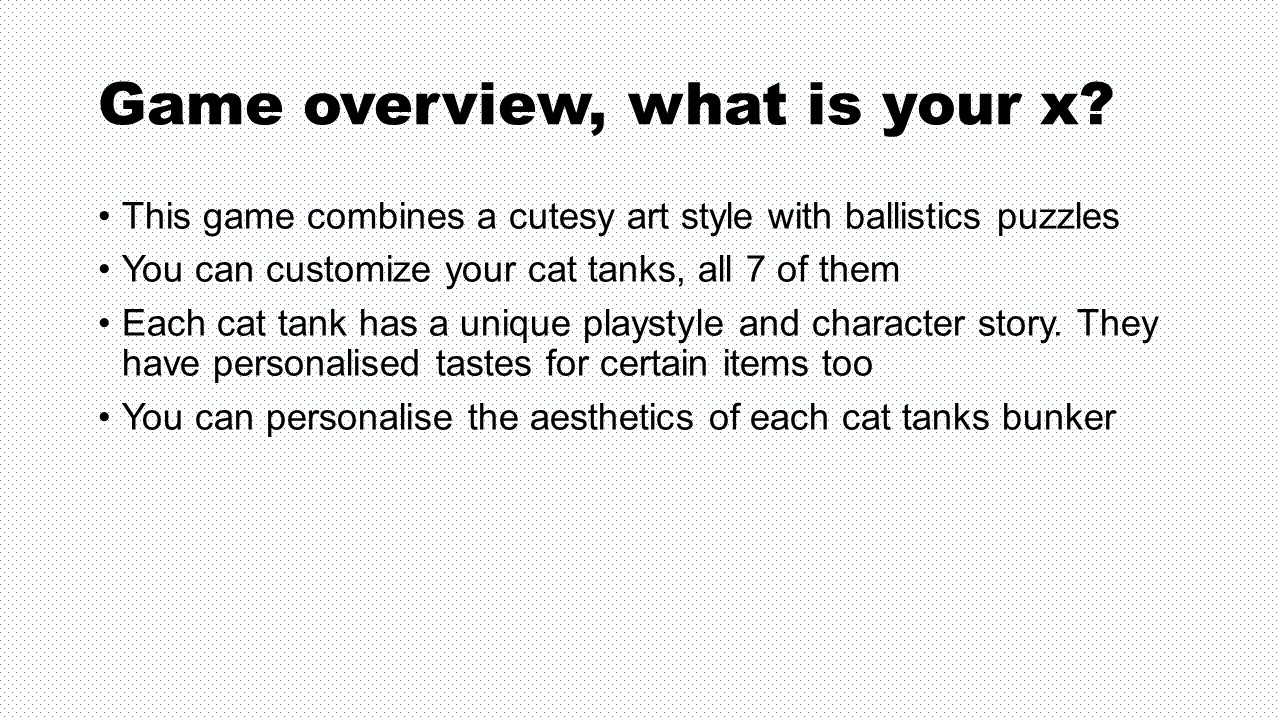 Game overview, what is your x?
• This game combines a cutesy art style with ballistics puzzles
• You can customize your cat tanks, all 7 of them
• Each cat tank has a unique playstyle and character story. They
have personalised tastes for certain items too
• You can personalise the aesthetics of each cat tanks bunker